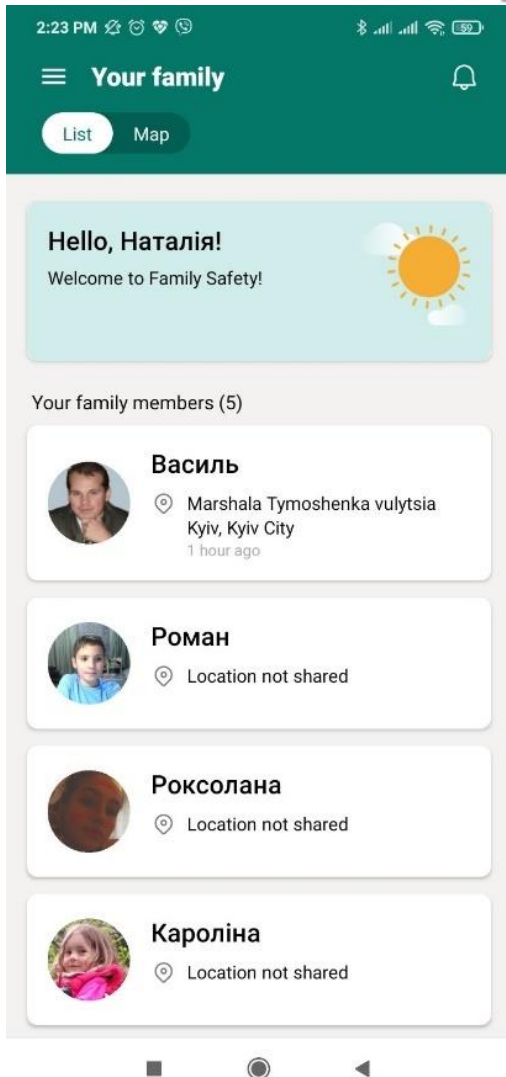 2:23 PM
59
Your family
List Map
Hello, Наталія!
Welcome to Family Safety!
Your family members (5)
Василь
Marshala Tymoshenka vulytsia
Kyiv, Kyiv City
1 hour ago
Роман
Location not shared
Роксолана
Location not shared
Кароліна
Location not shared